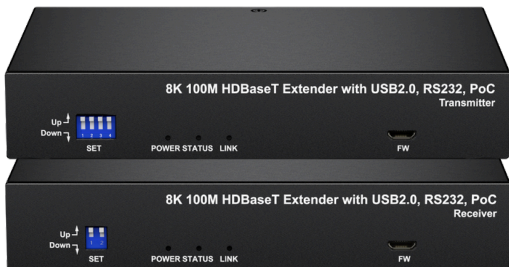 8K 100M HDBaseT Extender with USB2.0, RS232, PoC
Transmitter
Up
Down
1 2 3 4
SET
POWER STATUS LINK
FW
8K 100M HDBaseT Extender with USB2.0, RS232, PoC
Receiver
Up
Down
1 2
SET
POWER STATUS LINK
FW